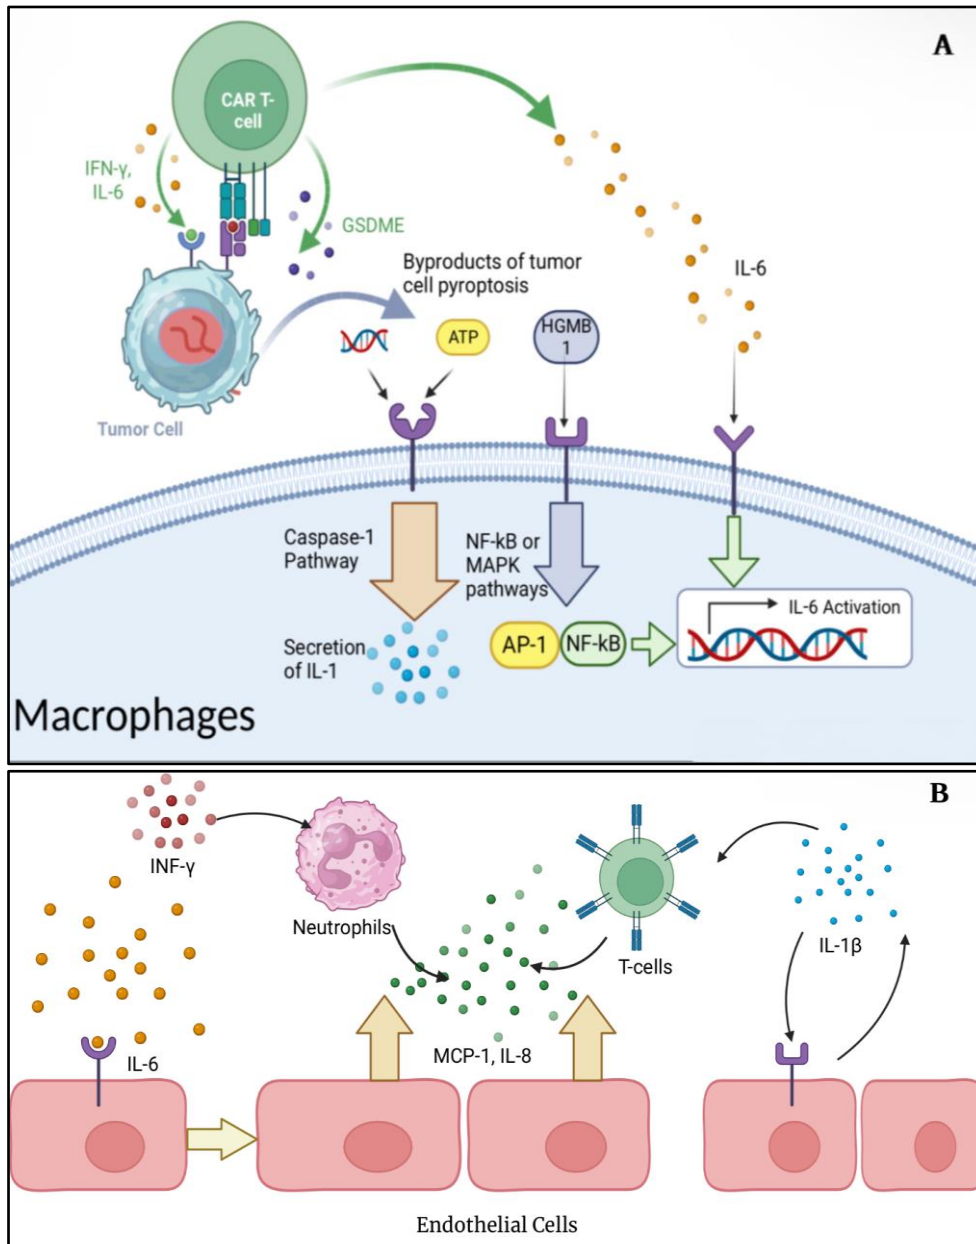 A
CAR T-
cell
IFN-γ,
IL-6
GSDME
Byproducts of tumor
cell pyroptosis
IL-6
ATP
HGMB
1
Tumor Cell
Caspase-1
Pathway
NF-kB or
MAPK
pathways
IL-6 Activation
Secretion
of IL-1
AP-1
NF-kB
Macrophages
B
INF-γ
Neutrophils
T-cells
IL-1β
IL-6
MCP-1, IL-8
Endothelial Cells